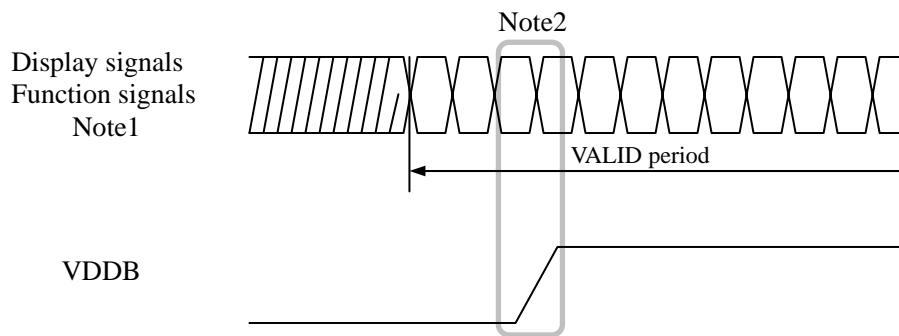 Note2
Display signals
Function signals
Note1
VALID period
VDDB